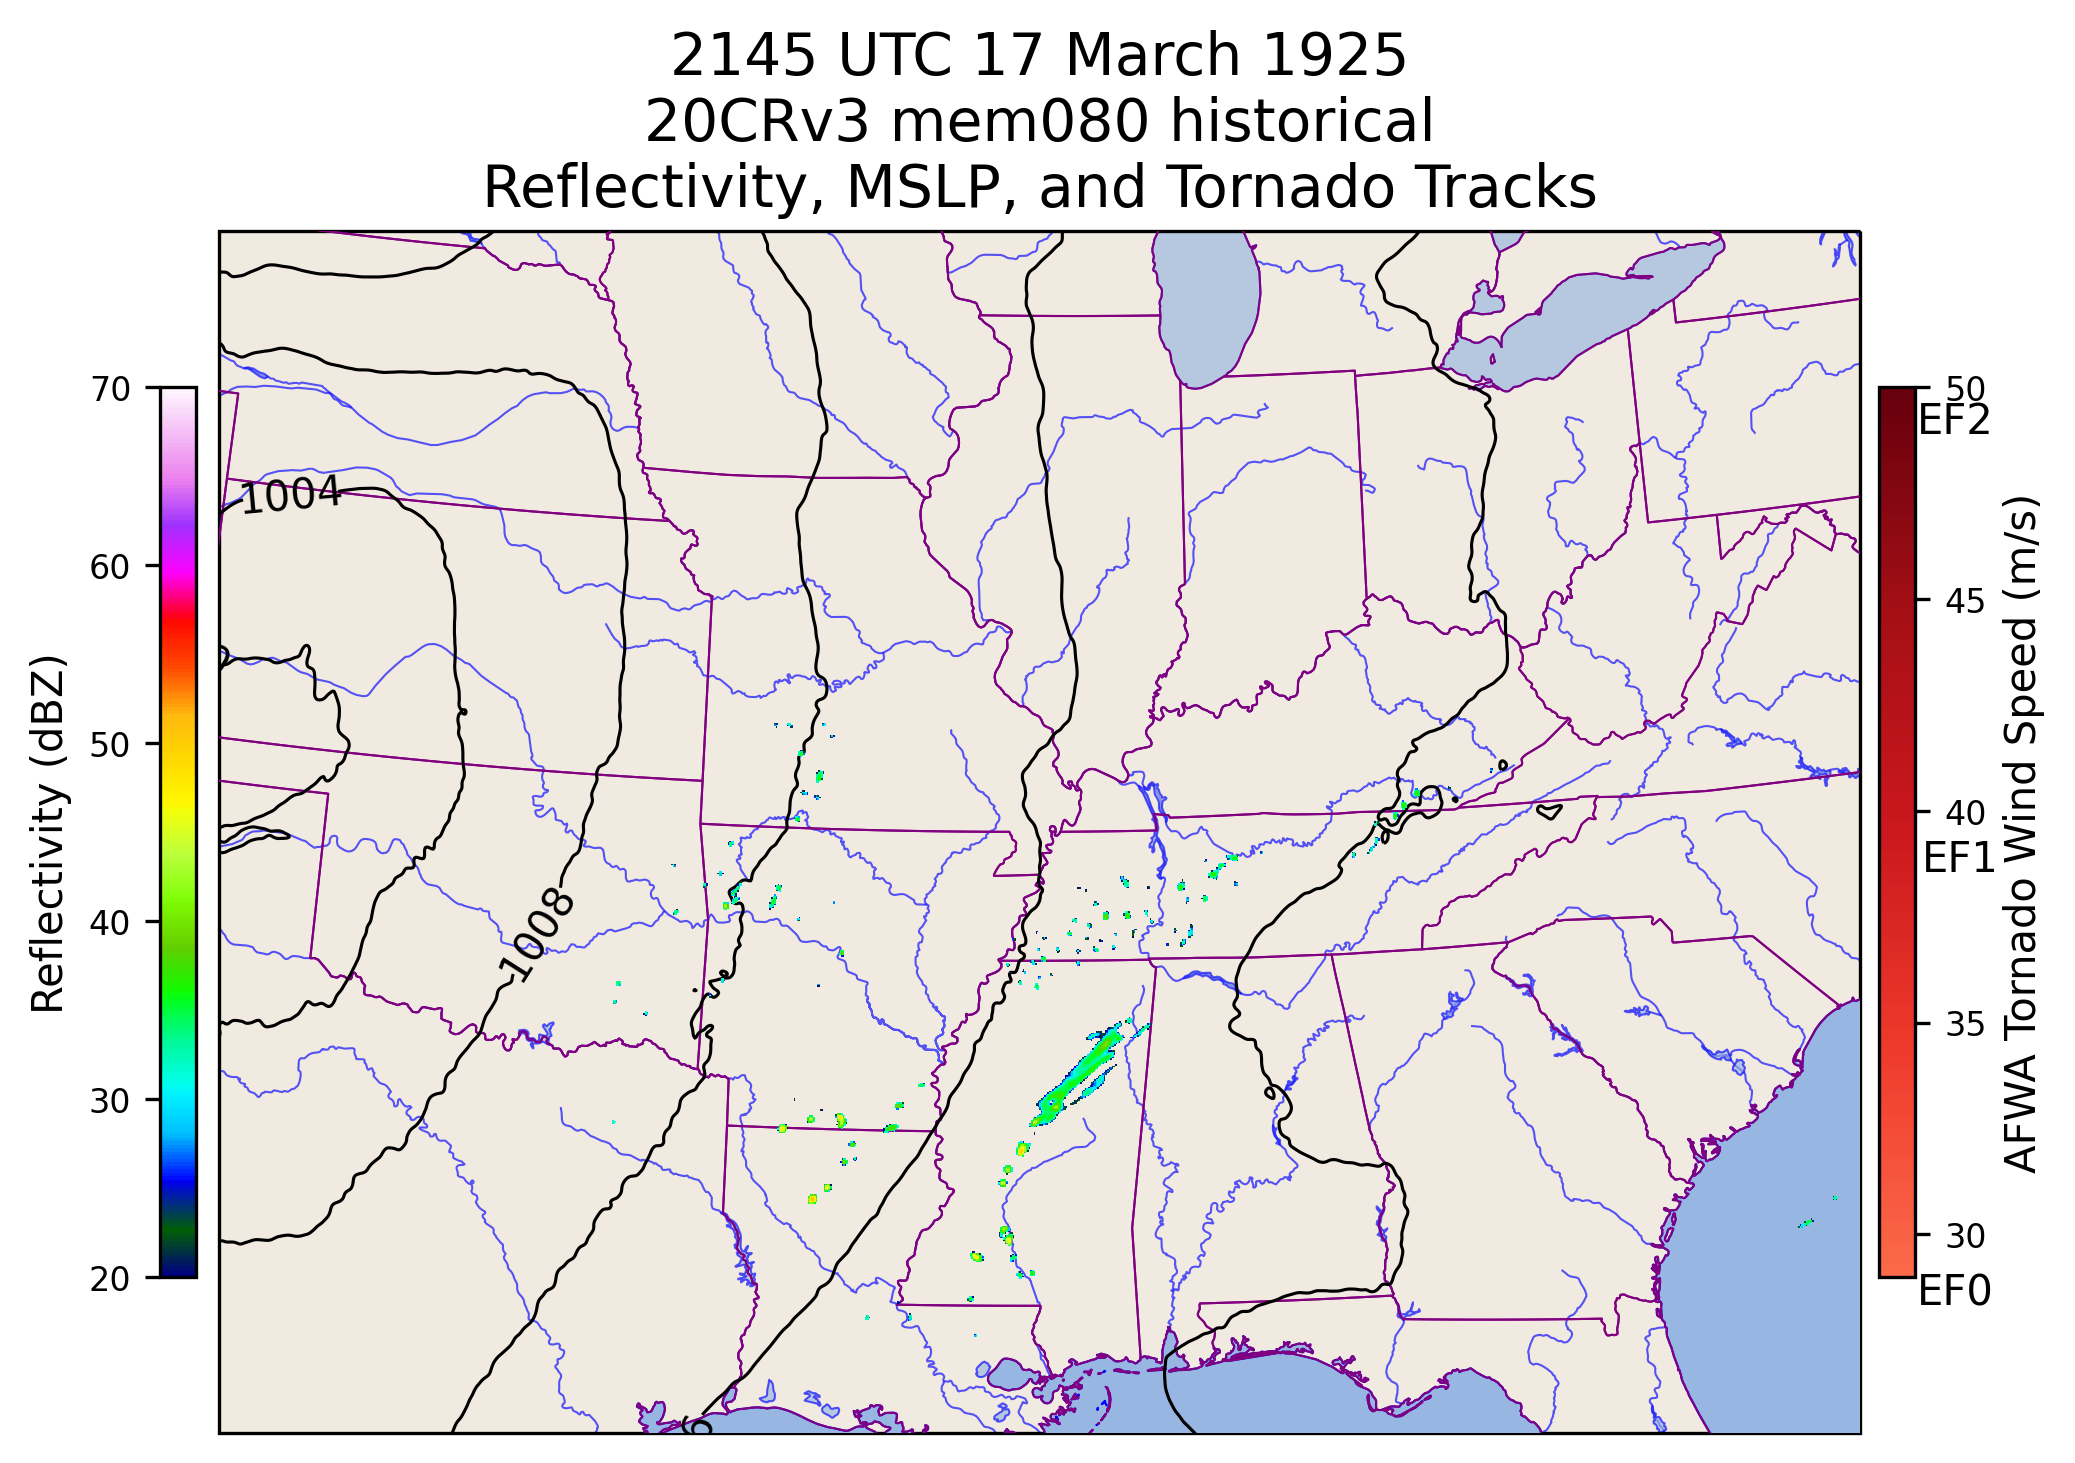 2145 UTC 17 March 1925
20CRv3 mem080 historical
Reflectivity, MSLP, and Tornado Tracks
70
60
50
40
30
20
Reflectivity (dBZ)
1004
1008
50
EF2
45
40
EF1
35
30
EF0
AFWA Tornado Wind Speed (m/s)